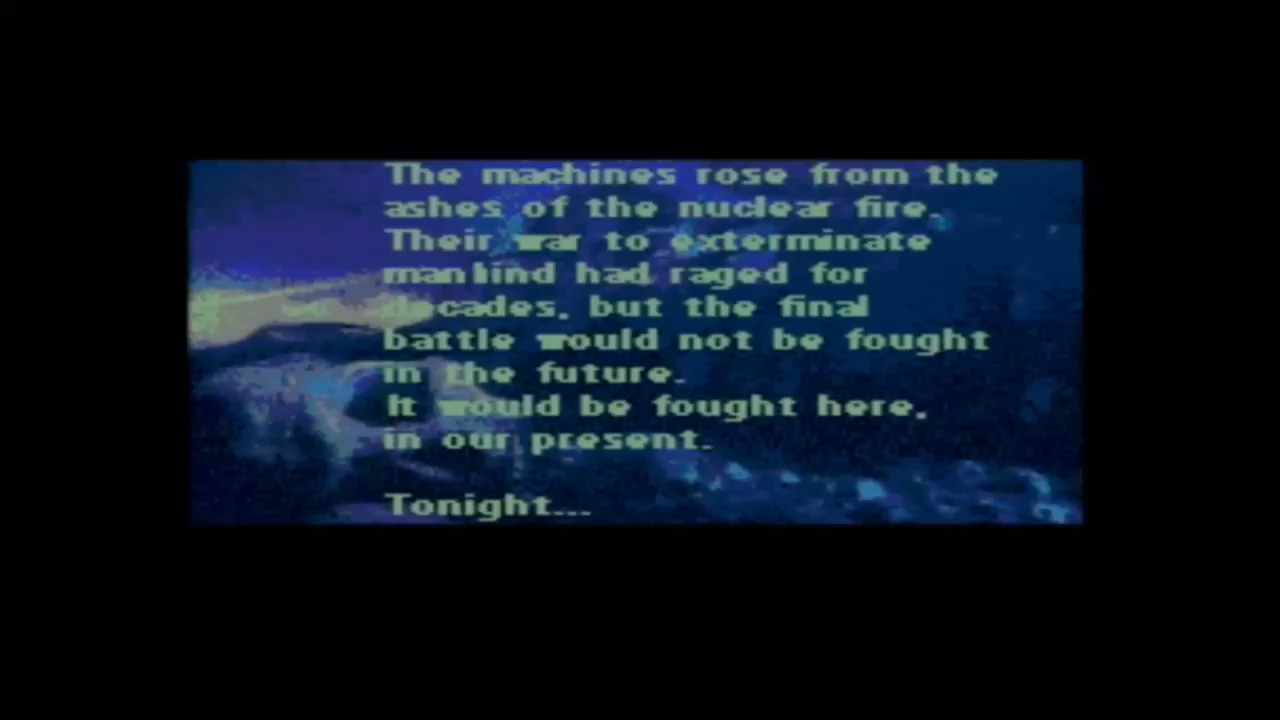 The machines rose from the
ashes of the nuclear fire.
Their war to exterminate
mankind had raged for
decades, but the final
battle would not be fought
in the future.
It would be fought here,
in our present.
Tonight...